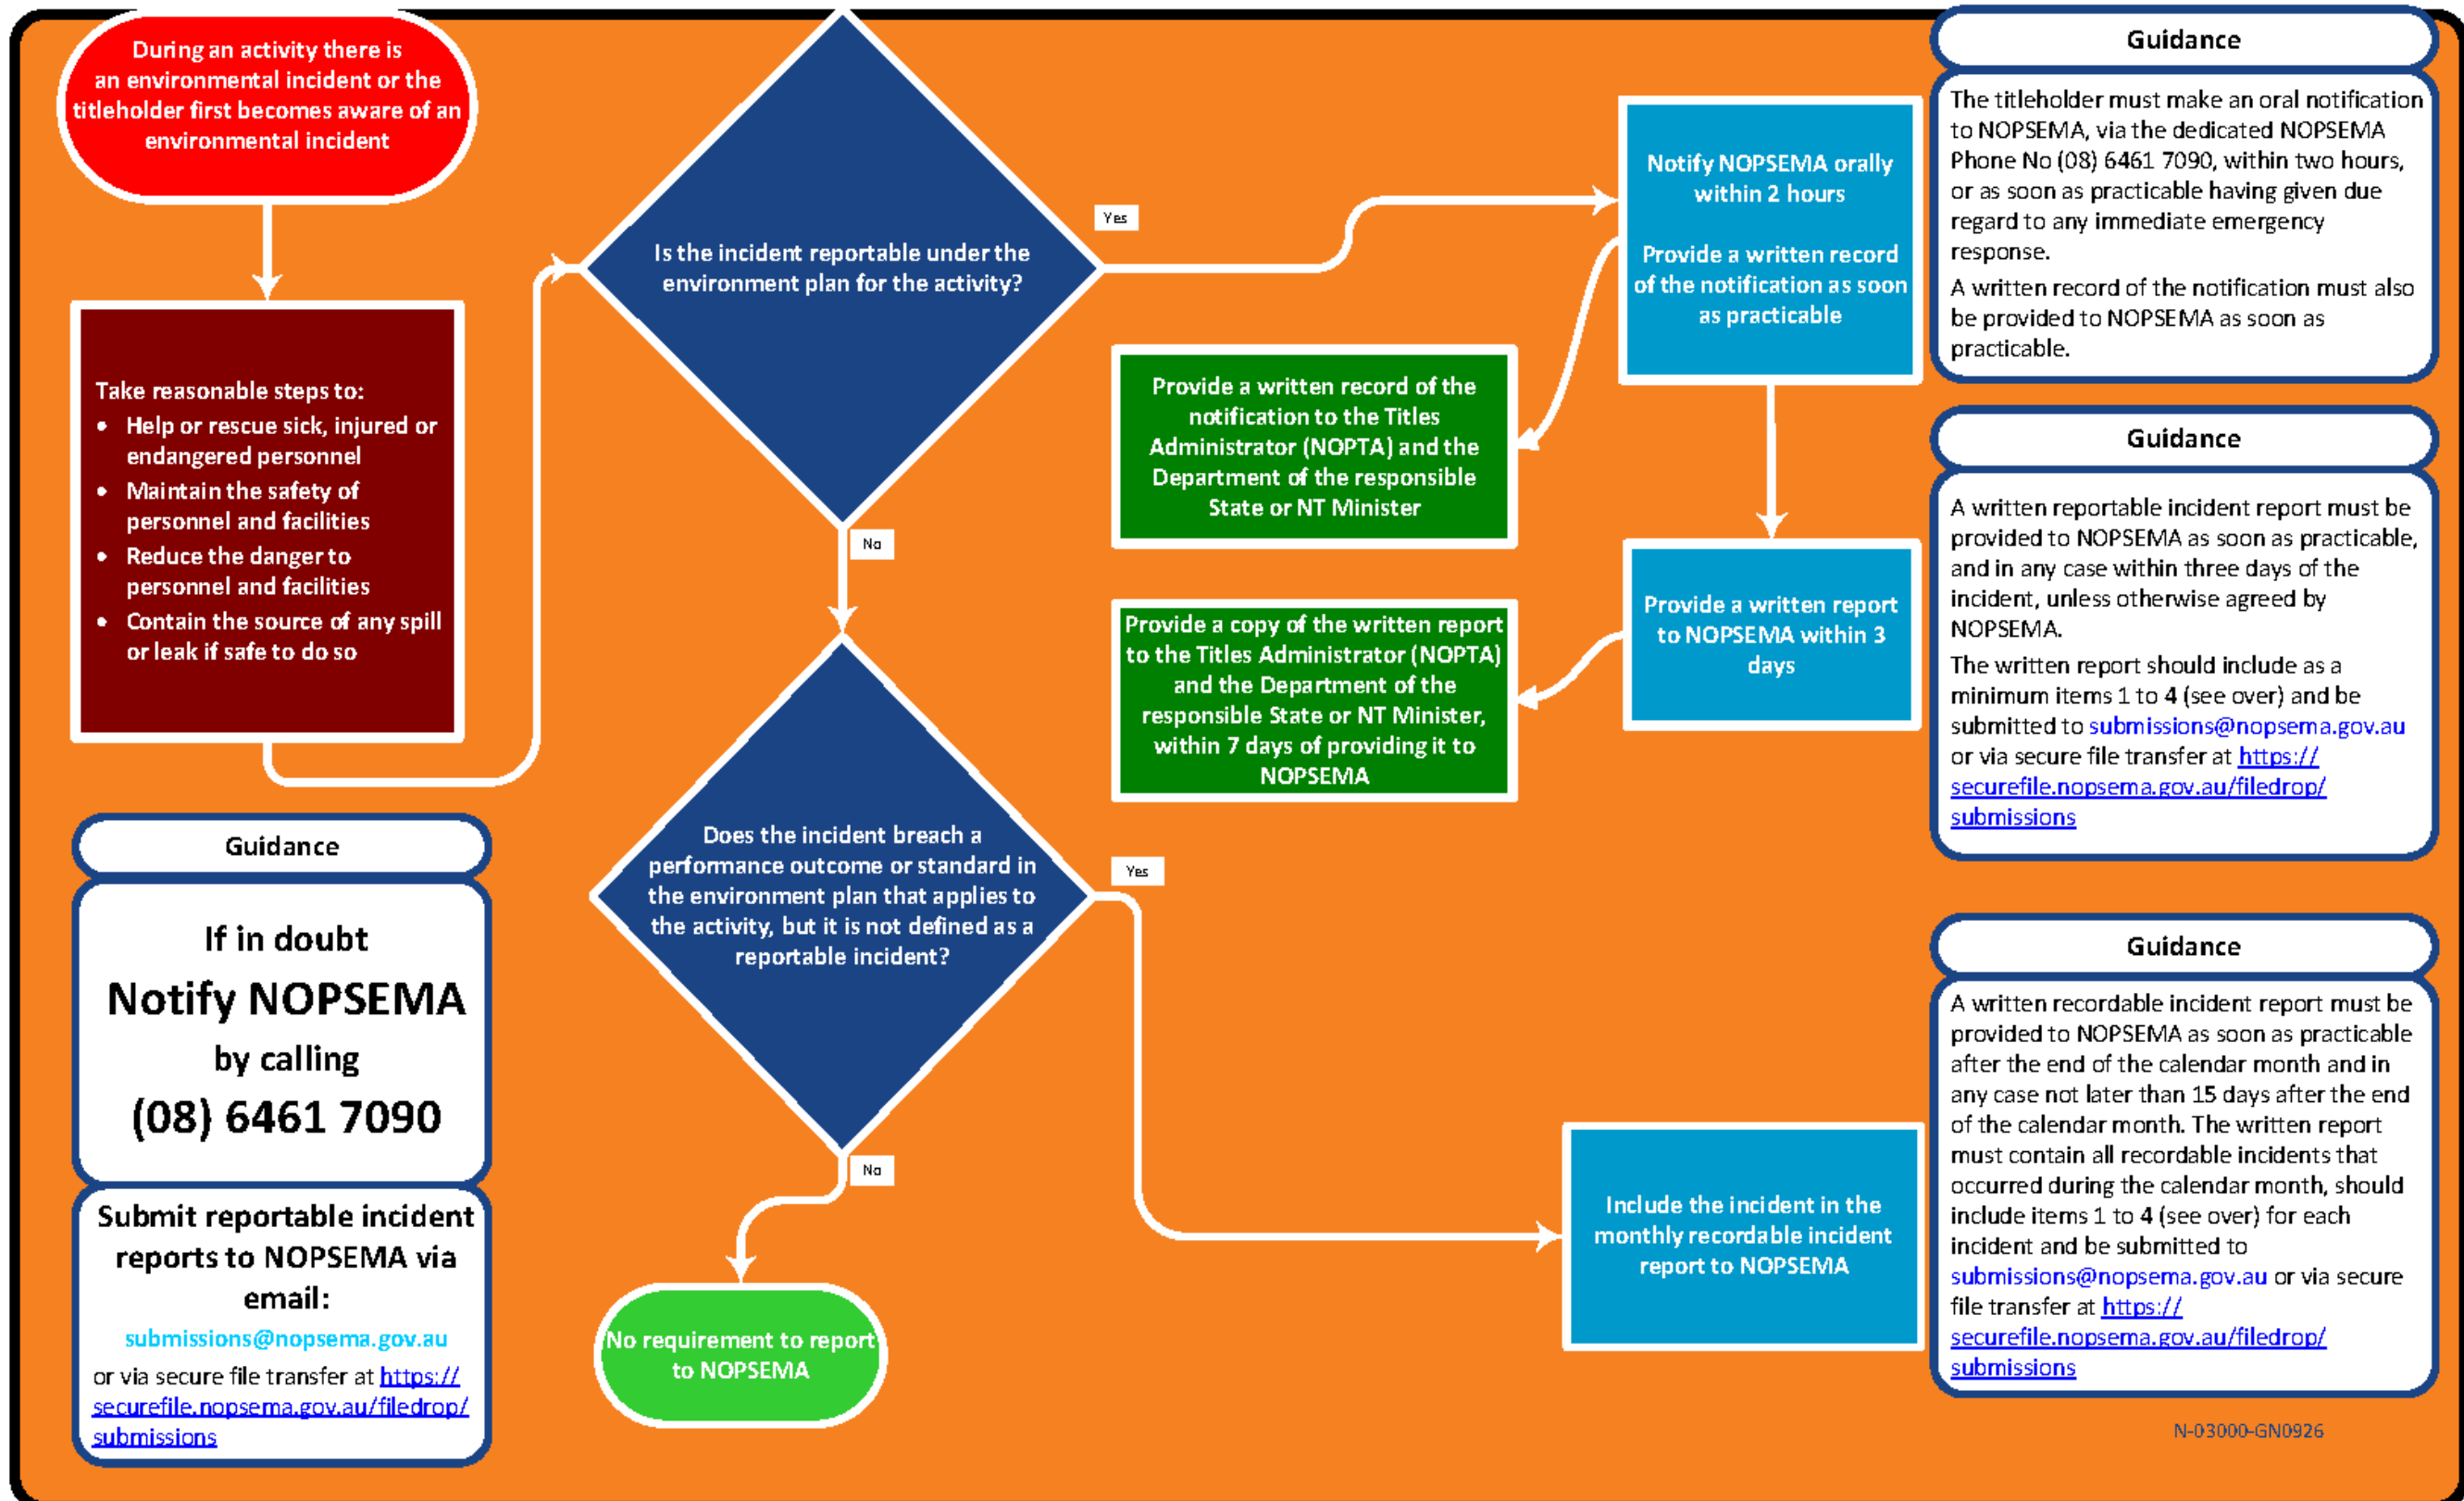 During an activity there is
an environmental incident or the
titleholder first becomes aware of an
environmental incident
Take reasonable steps to:
• Help or rescue sick, injured or
endangered personnel
• Maintain the safety of
personnel and facilities
• Reduce the danger to
personnel and facilities
• Contain the source of any spill
or leak if safe to do so
Guidance
If in doubt
Notify NOPSEMA
by calling
(08) 6461 7090
Submit reportable incident
reports to NOPSEMA via
email:
submissions@nopsema.gov.au
or via secure file transfer at https://
securefile.nopsema.gov.au/filedrop/
submissions
Is the incident reportable under the
environment plan for the activity?
Yes
No
Does the incident breach a
performance outcome or standard in
the environment plan that applies to
the activity, but it is not defined as a
reportable incident?
Yes
No
No requirement to report
to NOPSEMA
Notify NOPSEMA orally
within 2 hours
Provide a written record
of the notification as soon
as practicable
Provide a written record of the
notification to the Titles
Administrator (NOPTA) and the
Department of the responsible
State or NT Minister
Provide a written report
to NOPSEMA within 3
days
Provide a copy of the written report
to the Titles Administrator (NOPTA)
and the Department of the
responsible State or NT Minister,
within 7 days of providing it to
NOPSEMA
Include the incident in the
monthly recordable incident
report to NOPSEMA
Guidance
The titleholder must make an oral notification
to NOPSEMA, via the dedicated NOPSEMA
Phone No (08) 6461 7090, within two hours,
or as soon as practicable having given due
regard to any immediate emergency
response.
A written record of the notification must also
be provided to NOPSEMA as soon as
practicable.
Guidance
A written reportable incident report must be
provided to NOPSEMA as soon as practicable,
and in any case within three days of the
incident, unless otherwise agreed by
NOPSEMA.
The written report should include as a
minimum items 1 to 4 (see over) and be
submitted to submissions@nopsema.gov.au
or via secure file transfer at https://
securefile.nopsema.gov.au/filedrop/
submissions
Guidance
A written recordable incident report must be
provided to NOPSEMA as soon as practicable
after the end of the calendar month and in
any case not later than 15 days after the end
of the calendar month. The written report
must contain all recordable incidents that
occurred during the calendar month, should
include items 1 to 4 (see over) for each
incident and be submitted to
submissions@nopsema.gov.au or via secure
file transfer at https://
securefile.nopsema.gov.au/filedrop/
submissions
N-03000-GN0926